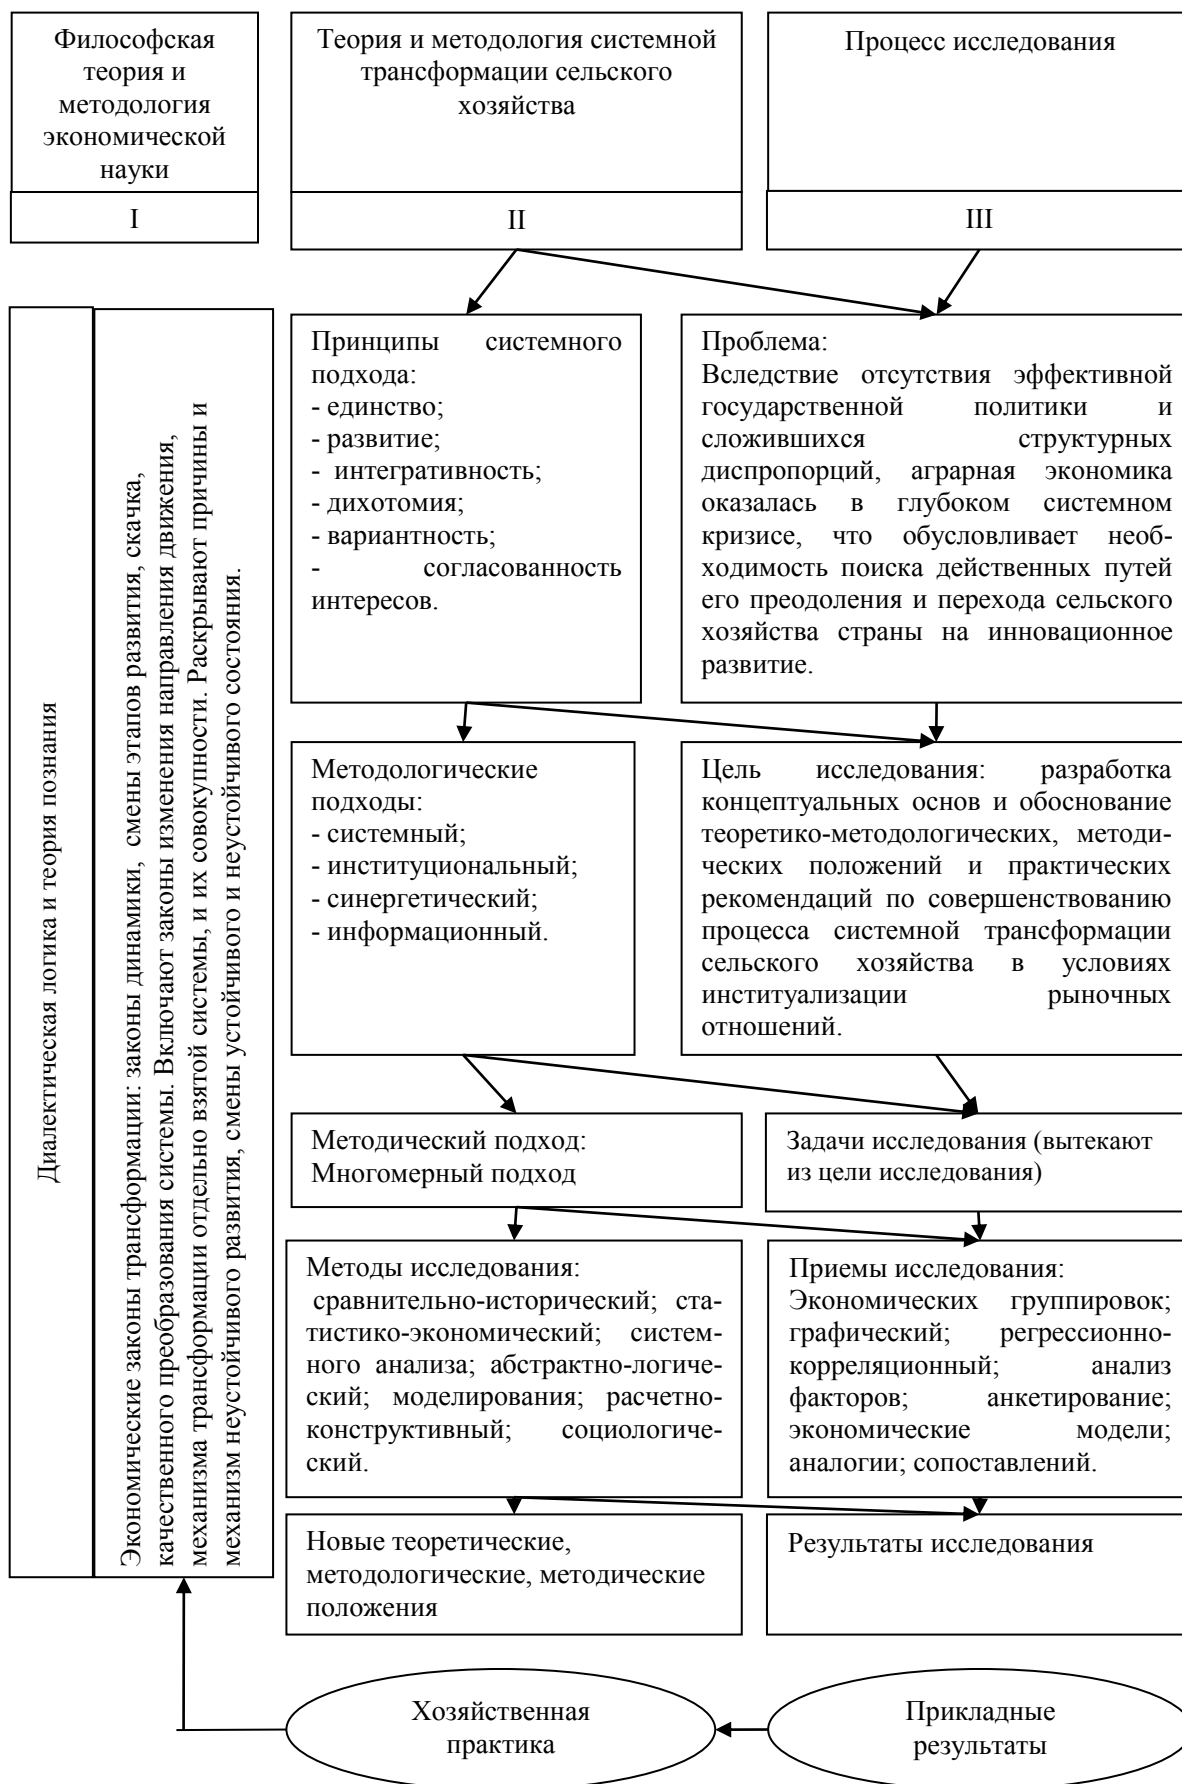 Философская
теория и
методология
экономической
науки
I
Теория и методология системной
трансформации сельского
хозяйства
II
Процесс исследования
III
Диалектическая логика и теория познания
Экономические законы трансформации: законы динамики, смены этапов развития, скачка,
качественного преобразования системы. Включают законы изменения направления движения,
механизма трансформации отдельно взятой системы, и их совокупности. Раскрывают причины и
механизм неустойчивого развития, смены устойчивого и неустойчивого состояния.
Принципы системного
подхода:
- единство;
- развитие;
- интегративность;
- дихотомия;
- вариантность;
- согласованность
интересов.
Проблема:
Вследствие отсутствия эффективной
государственной политики и
сложившихся структурных
диспропорций, аграрная экономика
оказалась в глубоком системном
кризисе, что обусловливает необ-
ходимость поиска действенных путей
его преодоления и перехода сельского
хозяйства страны на инновационное
развитие.
Методологические
подходы:
- системный;
- институциональный;
- синергетический;
- информационный.
Цель исследования: разработка
концептуальных основ и обоснование
теоретико-методологических, методи-
ческих положений и практических
рекомендаций по совершенствованию
процесса системной трансформации
сельского хозяйства в условиях
институализации рыночных
отношений.
Методический подход:
Многомерный подход
Задачи исследования (вытекают
из цели исследования)
Методы исследования:
сравнительно-исторический; ста-
тистико-экономический; систем-
ного анализа; абстрактно-логиче-
ский; моделирования; расчетно-
конструктивный; социологиче-
ский.
Приемы исследования:
Экономических группировок;
графический; регрессионно-
корреляционный; анализ
факторов; анкетирование;
экономические модели;
аналогии; сопоставлений.
Новые теоретические,
методологические, методические
положения
Результаты исследования
Хозяйственная
практика
Прикладные
результаты